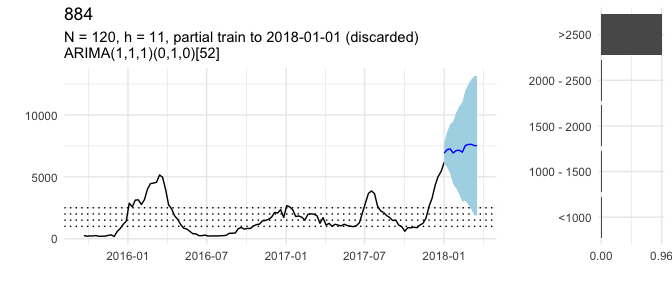 884
N = 120, h = 11, partial train to 2018-01-01 (discarded)
ARIMA(1,1,1)(0,1,0)[52]
10000
5000
0
2016-01
2016-07
2017-01
2017-07
2018-01
>2500
2000 - 2500
1500 - 2000
1000 - 1500
<1000
0.00
0.96